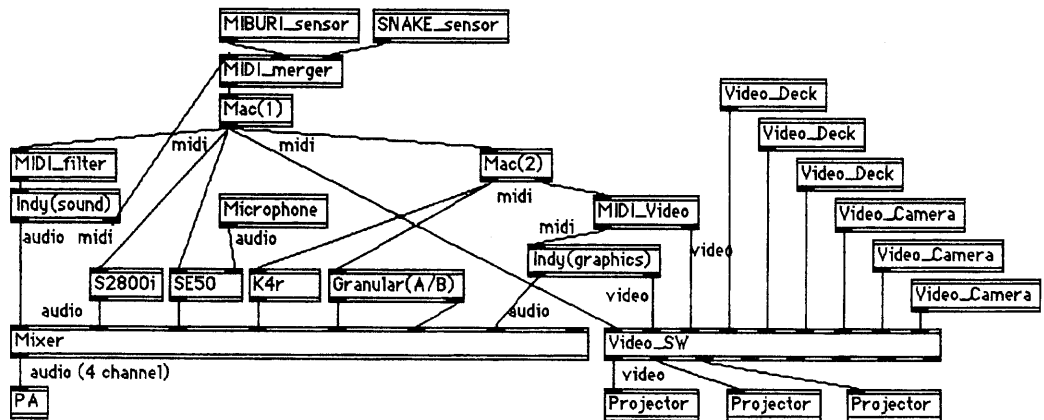 MIBURI_sensor
SNAKE_sensor
MIDI_merger
Mac(1)
Video_Deck
Video_Deck
Video_Deck
midi
midi
MIDI_filter
Mac(2)
Indy(sound)
Microphone
midi
MIDI_Video
Video_Camera
audio
midi
audio
midi
video
Indy(graphics)
Video_Camera
S2800i
SE50
K4r
Granular(A/B)
video
Video_Camera
audio
audio
Mixer
Video_SW
audio (4 channel)
video
PA
Projector
Projector
Projector